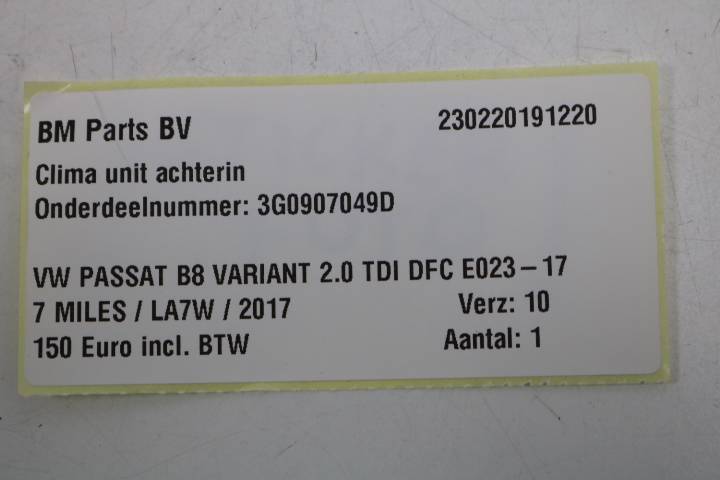 BM Parts BV 230220191220
Clima unit achterin
Onderdeelnummer: 3G0907049D
VW PASSAT B8 VARIANT 2.0 TDI DFC E023-17
7 MILES / LA7W / 2017 Verz: 10
150 Euro incl. BTW Aantal: 1